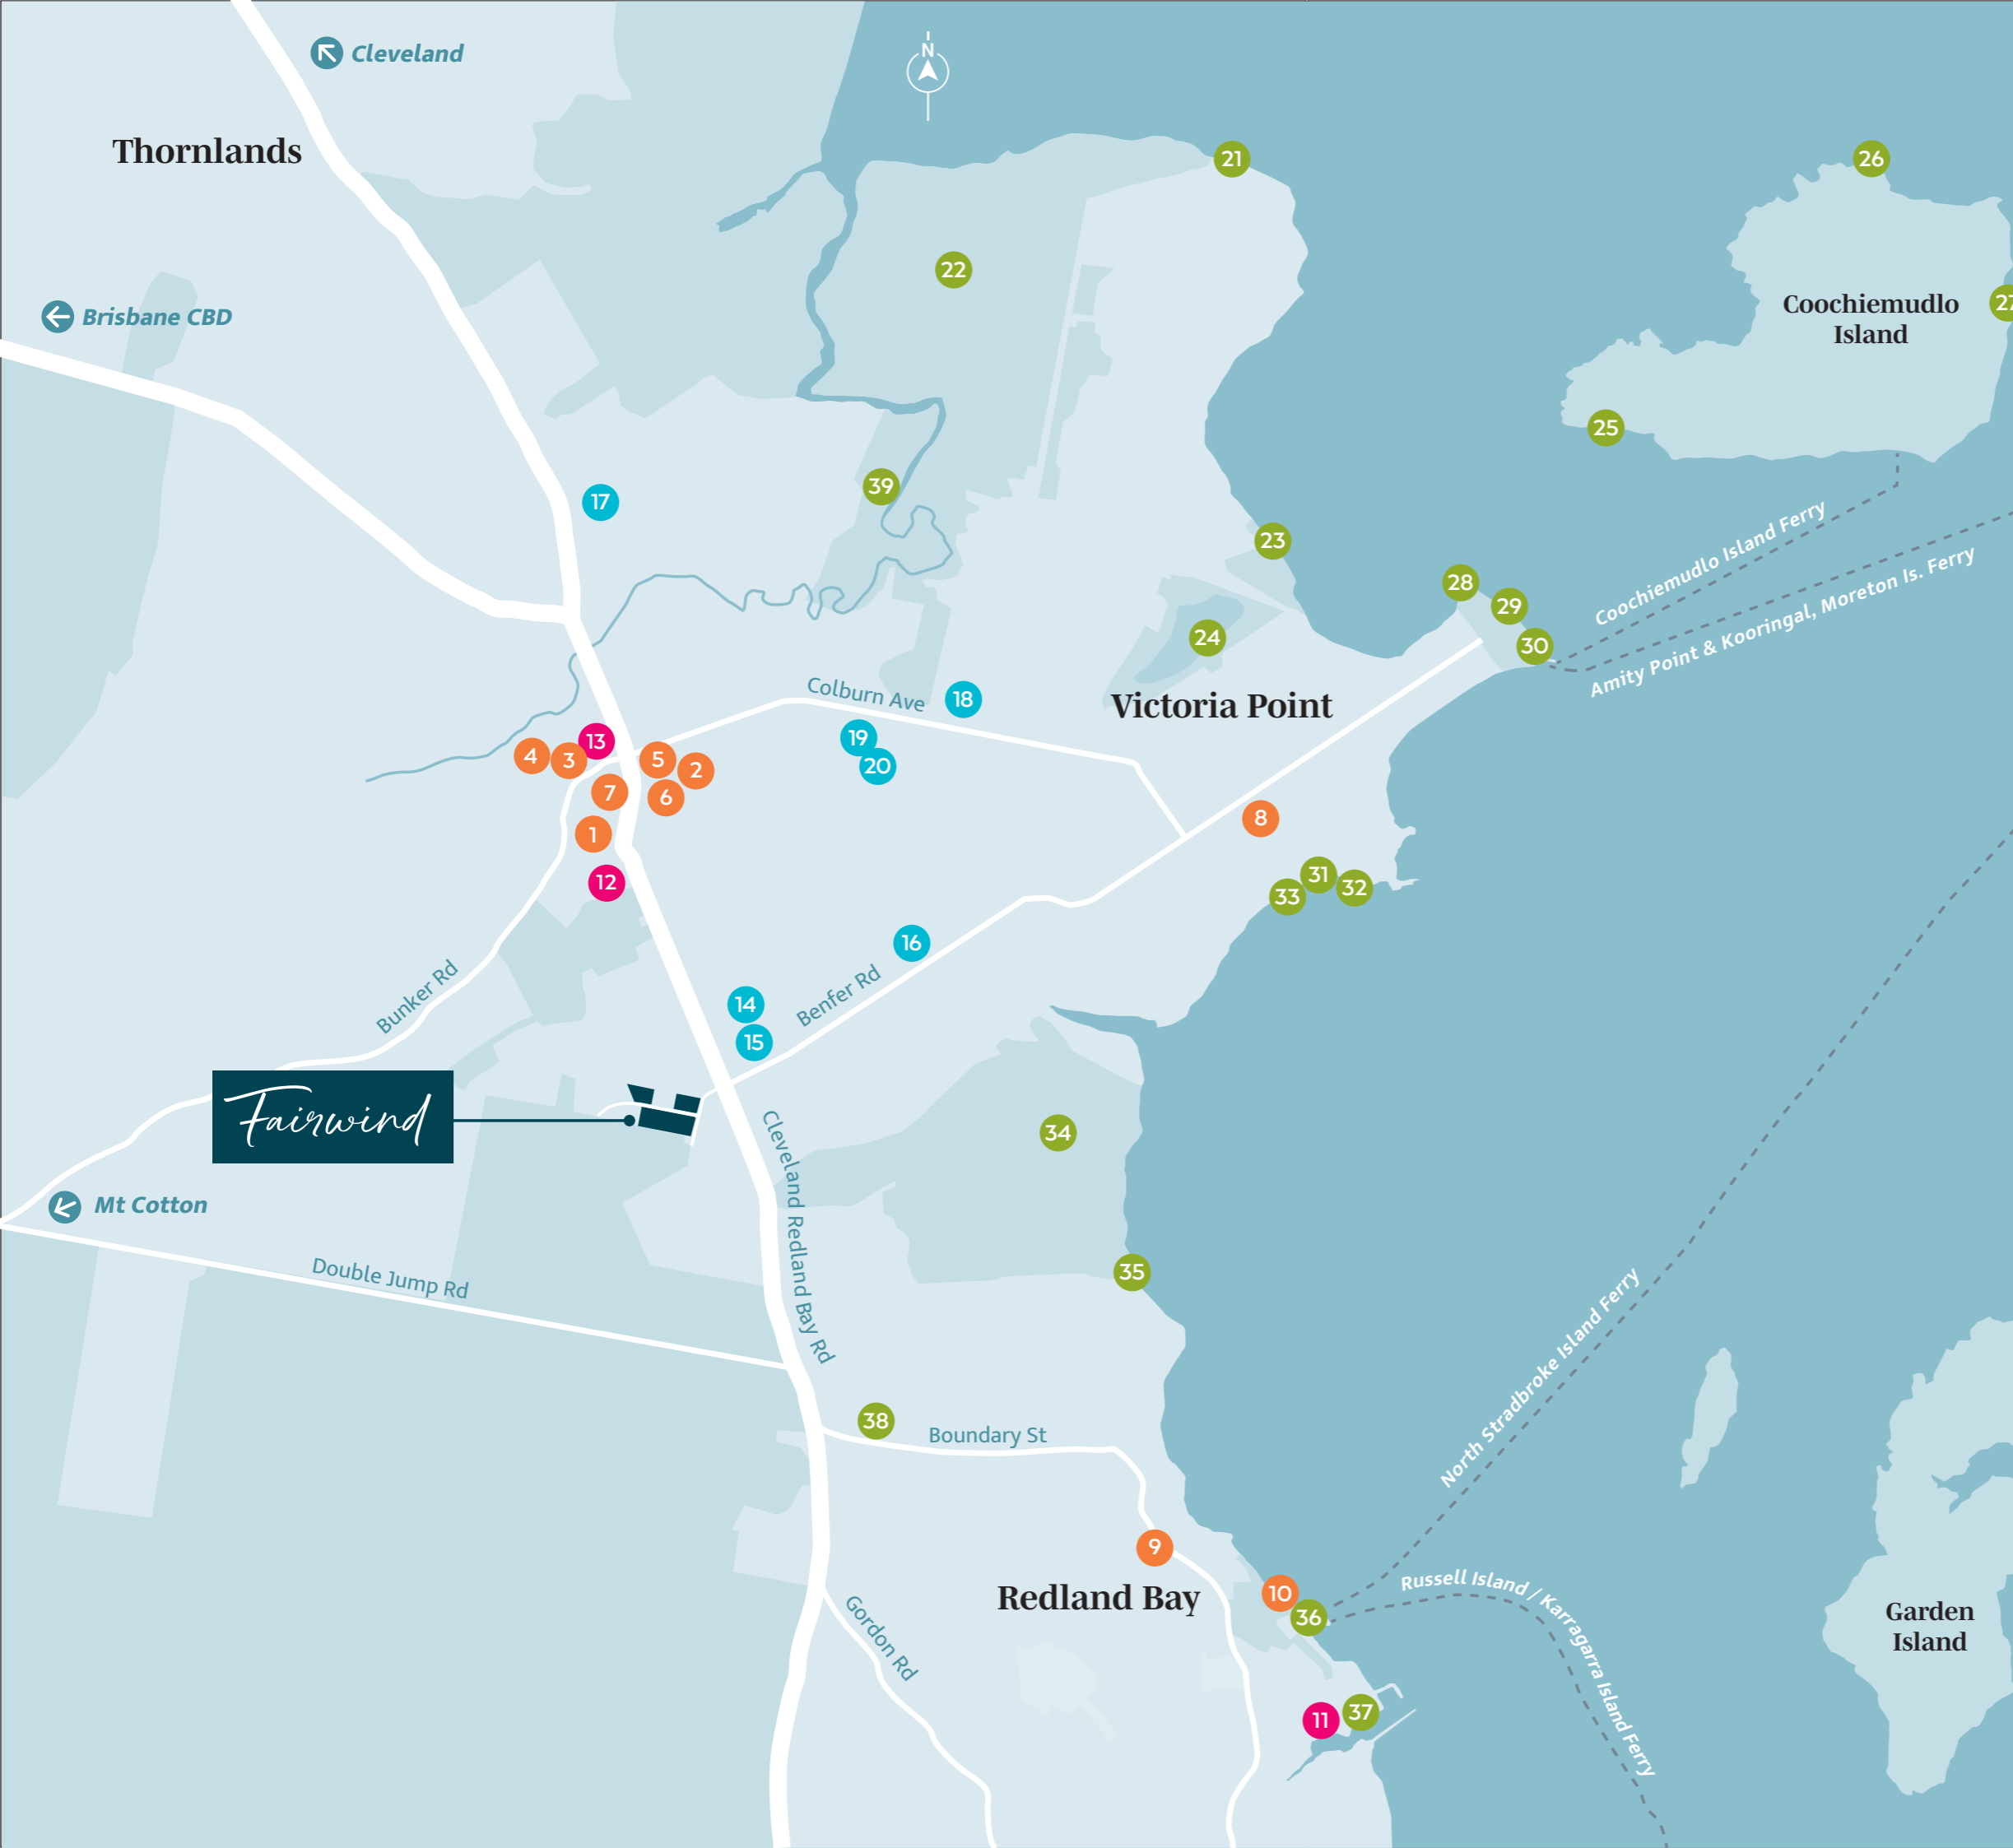 Cleveland
N
Thornlands
21
26
22
Brisbane CBD
Coochiemudlo
Island
27
25
39
17
23
Coochiemudlo Island Ferry
Amity Point & Kooringal, Moreton Is. Ferry
28
29
30
24
Colburn Ave
18
Victoria Point
13
19
4
3
5
2
20
7
6
8
1
12
31
32
33
16
Bunker Rd
14
Benfer Rd
15
Fairwind
Cleveland Redland Bay Rd
34
Mt Cotton
Double Jump Rd
35
North Stradbroke Island Ferry
38
Boundary St
9
Redland Bay
10
36
Russell Island / Karragarra Island Ferry
Garden
Island
Gordon Rd
11
37